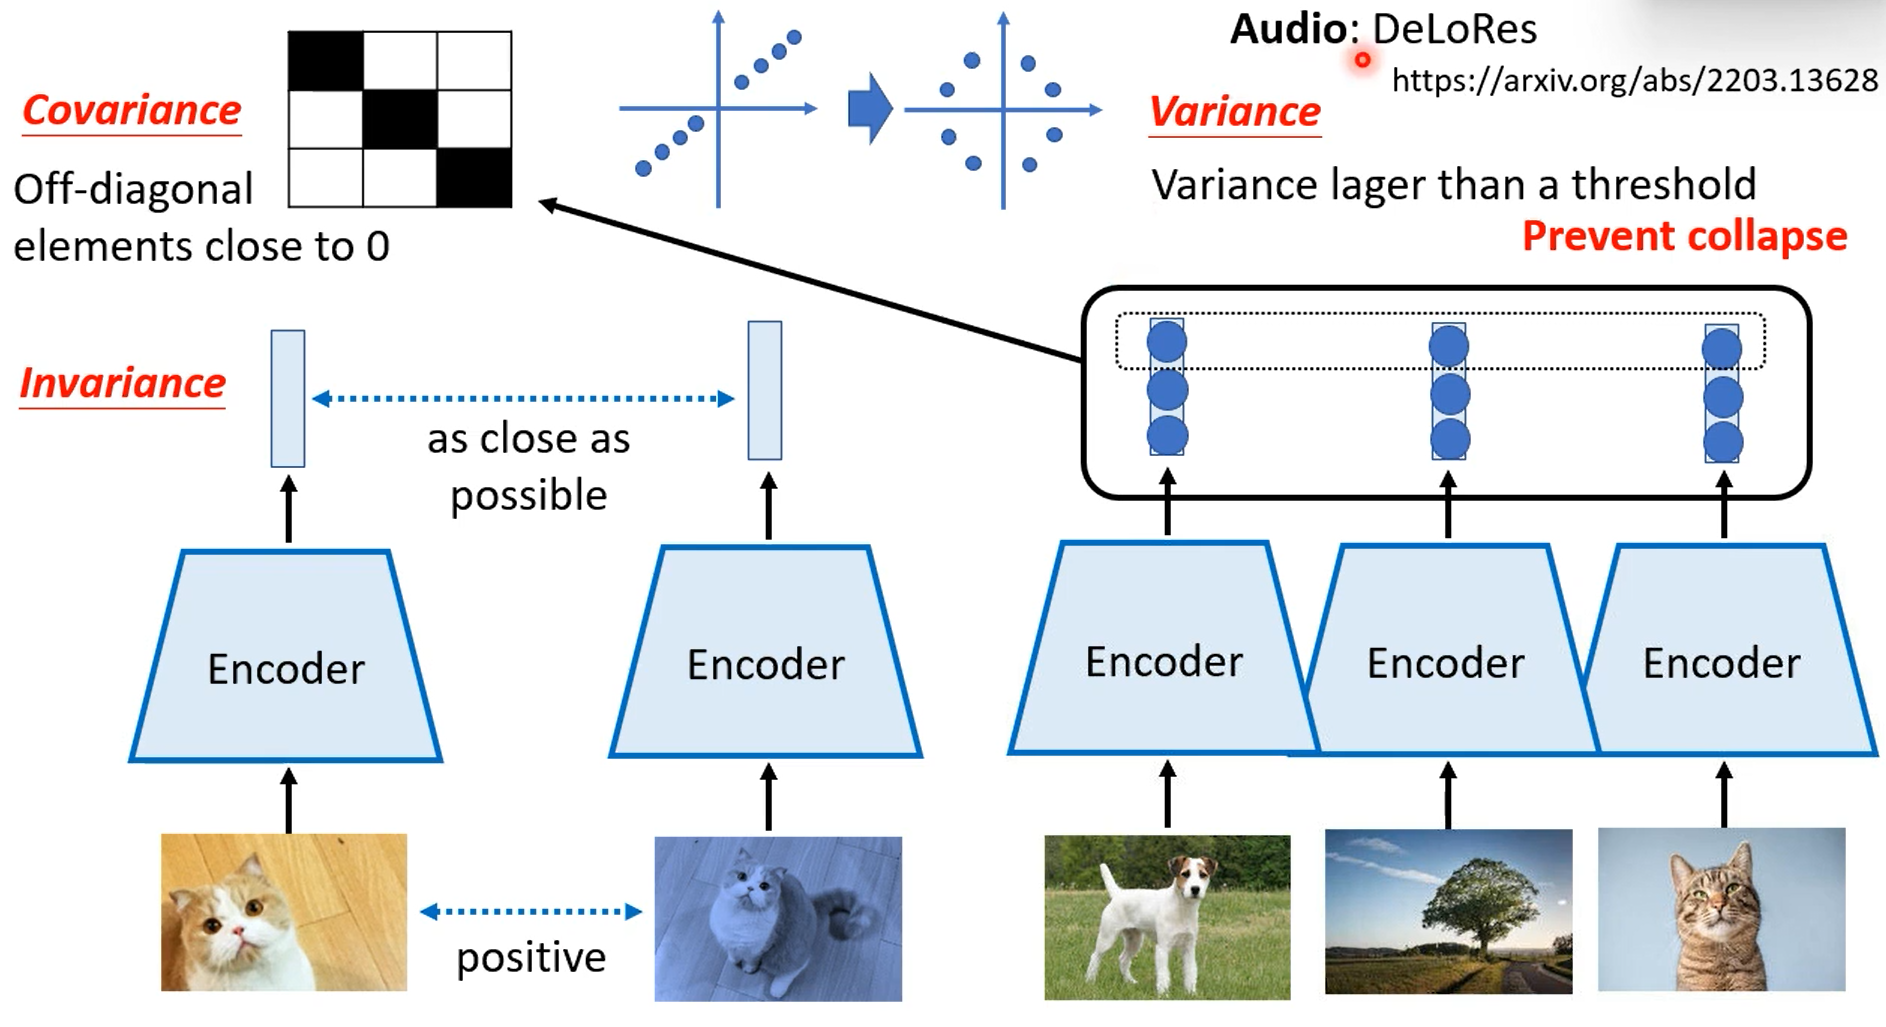 Audio: DeLoRes
https://arxiv.org/abs/2203.13628
Covariance
Off-diagonal
elements close to 0
Variance
Variance lager than a threshold
Prevent collapse
Invariance
as close as
possible
Encoder
Encoder
Encoder
Encoder
Encoder
positive